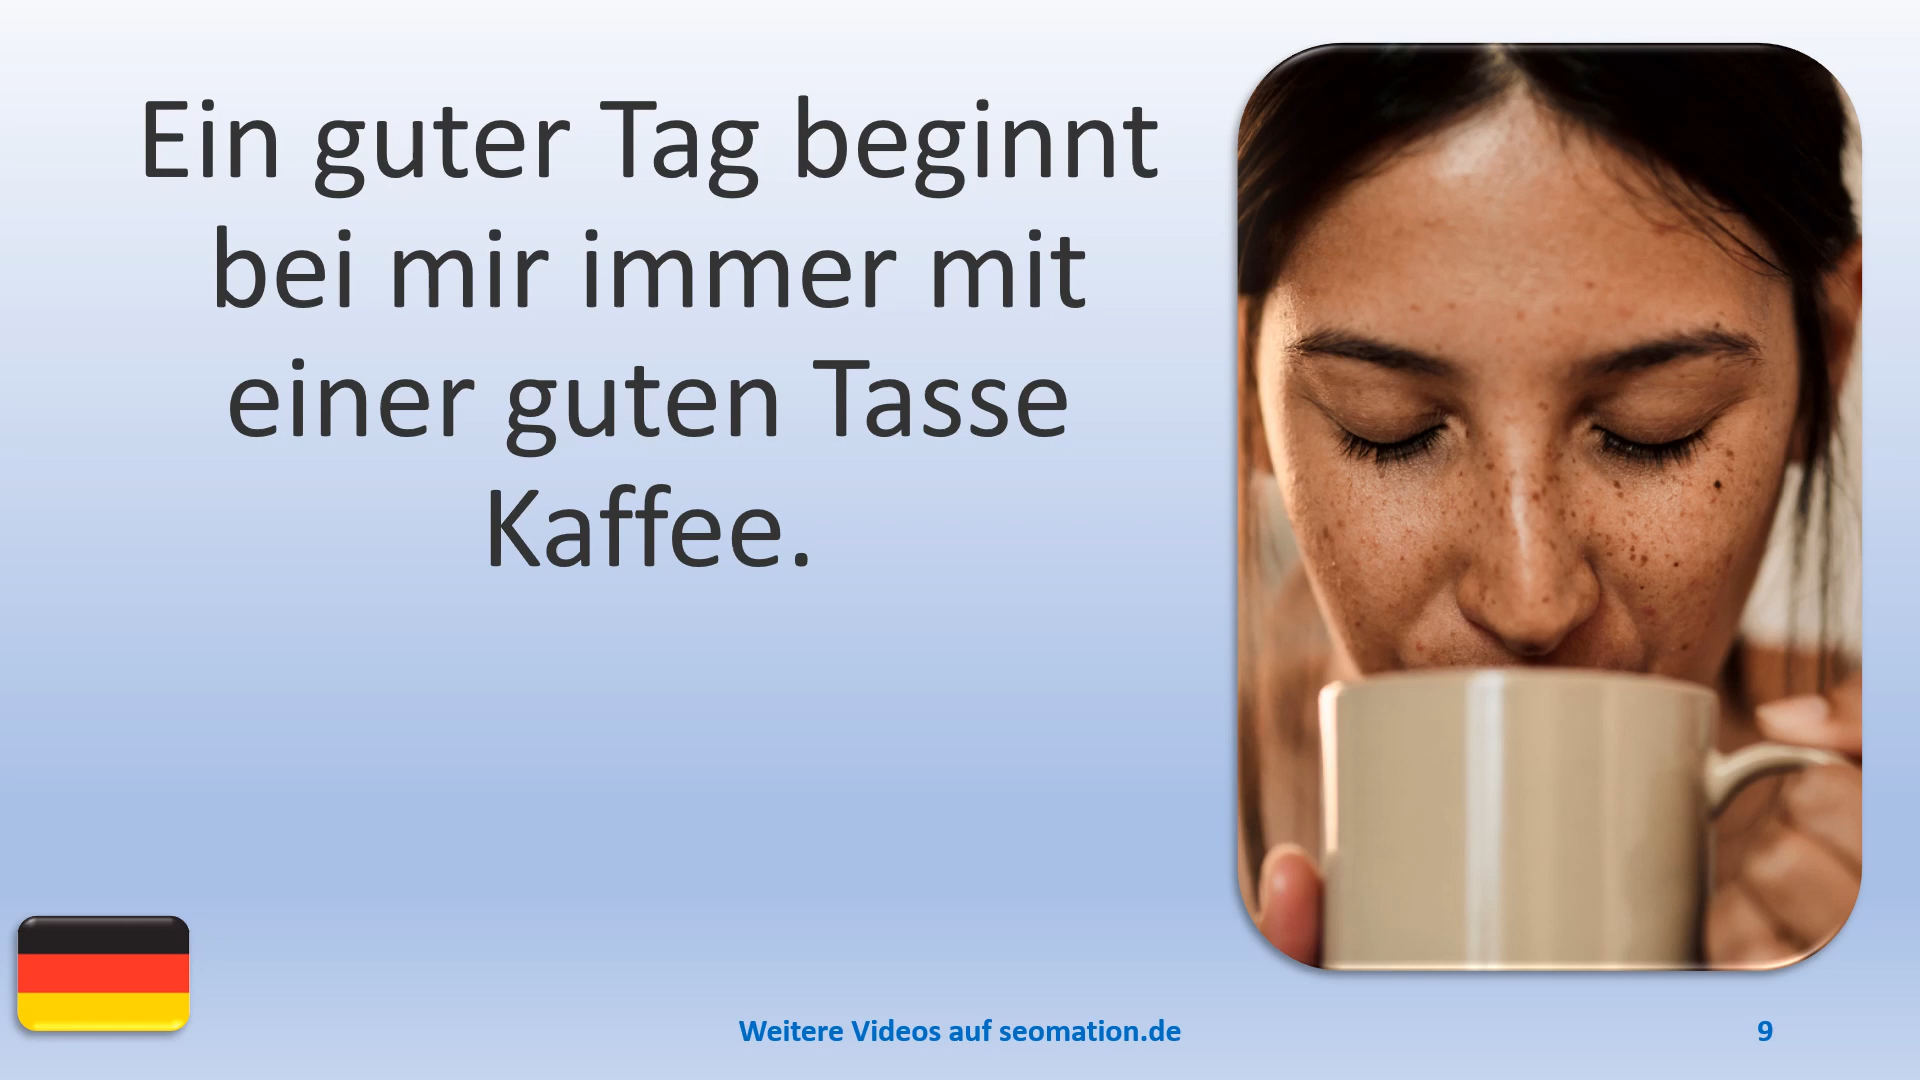 Ein guter Tag beginnt
bei mir immer mit
einer guten Tasse
Kaffee.
Weitere Videos auf seomation.de
9